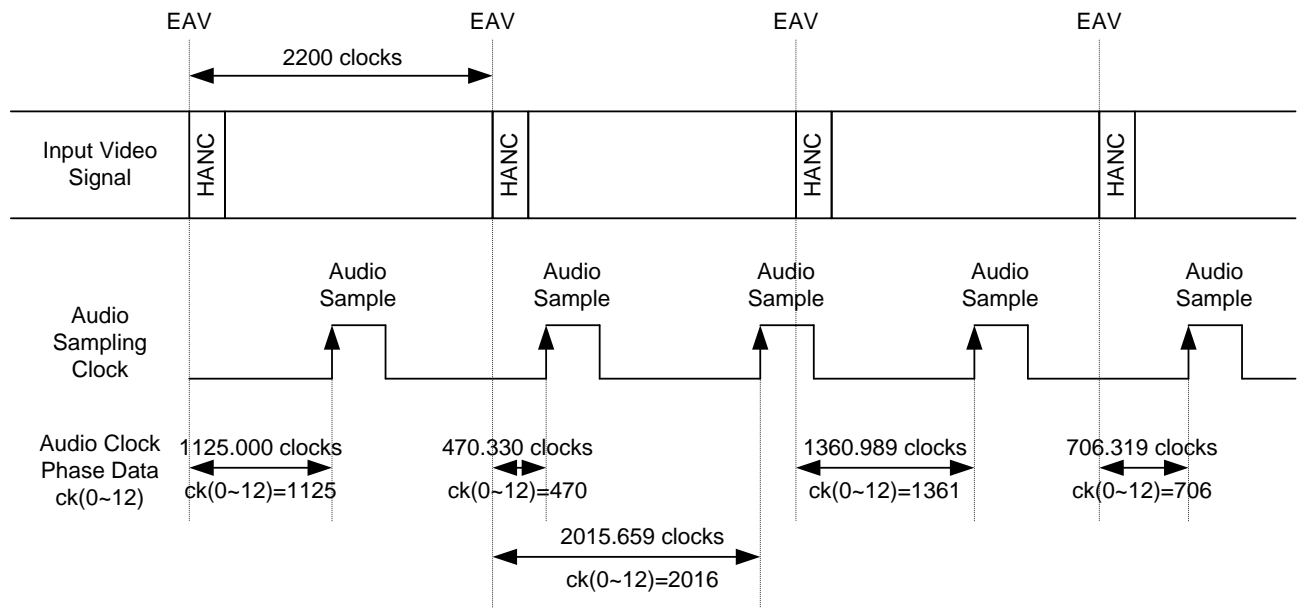 EAV EAV EAV EAV
2200 clocks
Input Video
Signal
HANC HANC HANC HANC
Audio
Sample
Audio
Sample
Audio
Sample
Audio
Sample
Audio
Sample
Audio
Sampling
Clock
Audio Clock
Phase Data
ck(0~12)
1125.000 clocks
ck(0~12)=1125
470.330 clocks
ck(0~12)=470
1360.989 clocks
ck(0~12)=1361
706.319 clocks
ck(0~12)=706
2015.659 clocks
ck(0~12)=2016